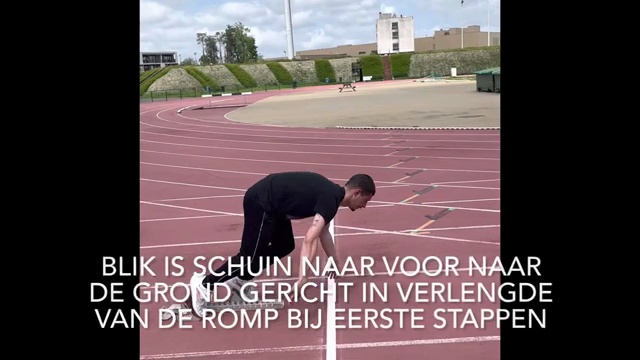 BLIK IS SCHUIN NAAR VOOR NAAR
DE GROND GERICHT IN VERLENGDE
VAN DE ROMP BIJ EERSTE STAPPEN